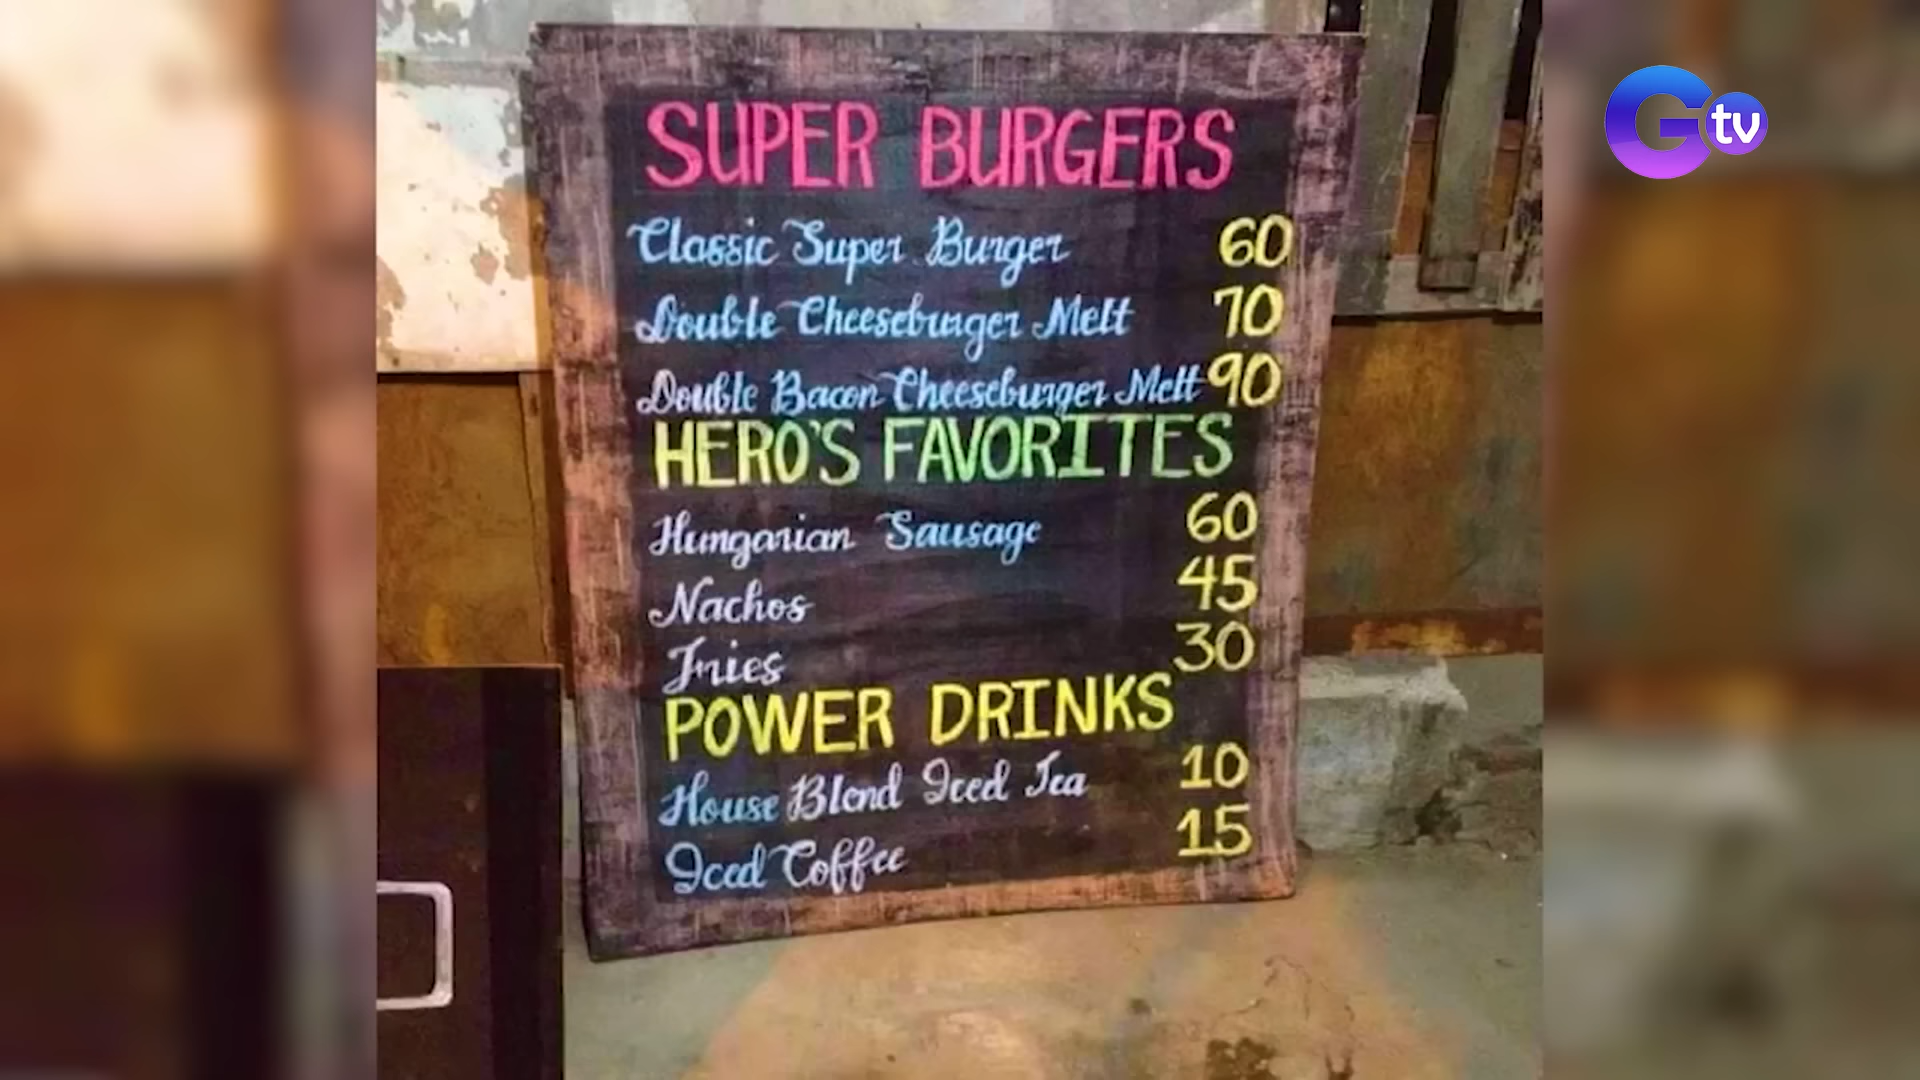 SUPER BURGERS
Classic Super Burger 60
Double Cheeseburger Melt 70
Double Bacon Cheeseburger Melt 90
HERO'S FAVORITES
Hungarian Sausage 60
Nachos 45
Fries 30
POWER DRINKS
House Blend Iced Tea 10
Iced Coffee 15
Gtv